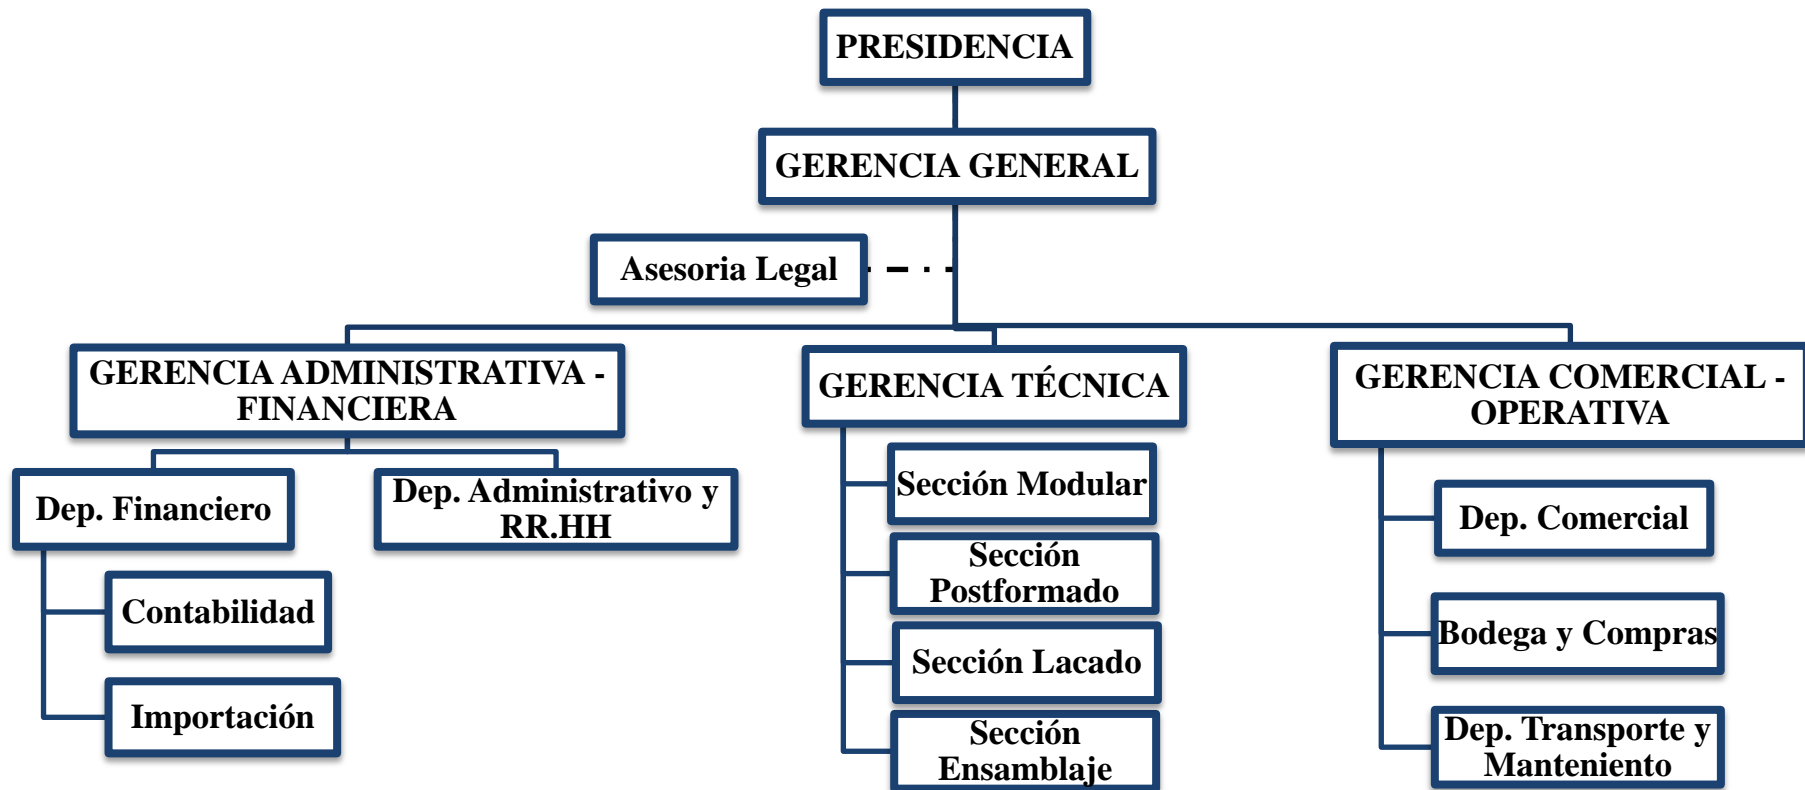 PRESIDENCIA
GERENCIA GENERAL
Asesoria Legal
GERENCIA ADMINISTRATIVA -
FINANCIERA
GERENCIA TÉCNICA
GERENCIA COMERCIAL -
OPERATIVA
Dep. Financiero
Dep. Administrativo y
RR.HH
Contabilidad
Importación
Sección Modular
Sección
Postformado
Sección Lacado
Sección
Ensamblaje
Dep. Comercial
Bodega y Compras
Dep. Transporte y
Manteniento